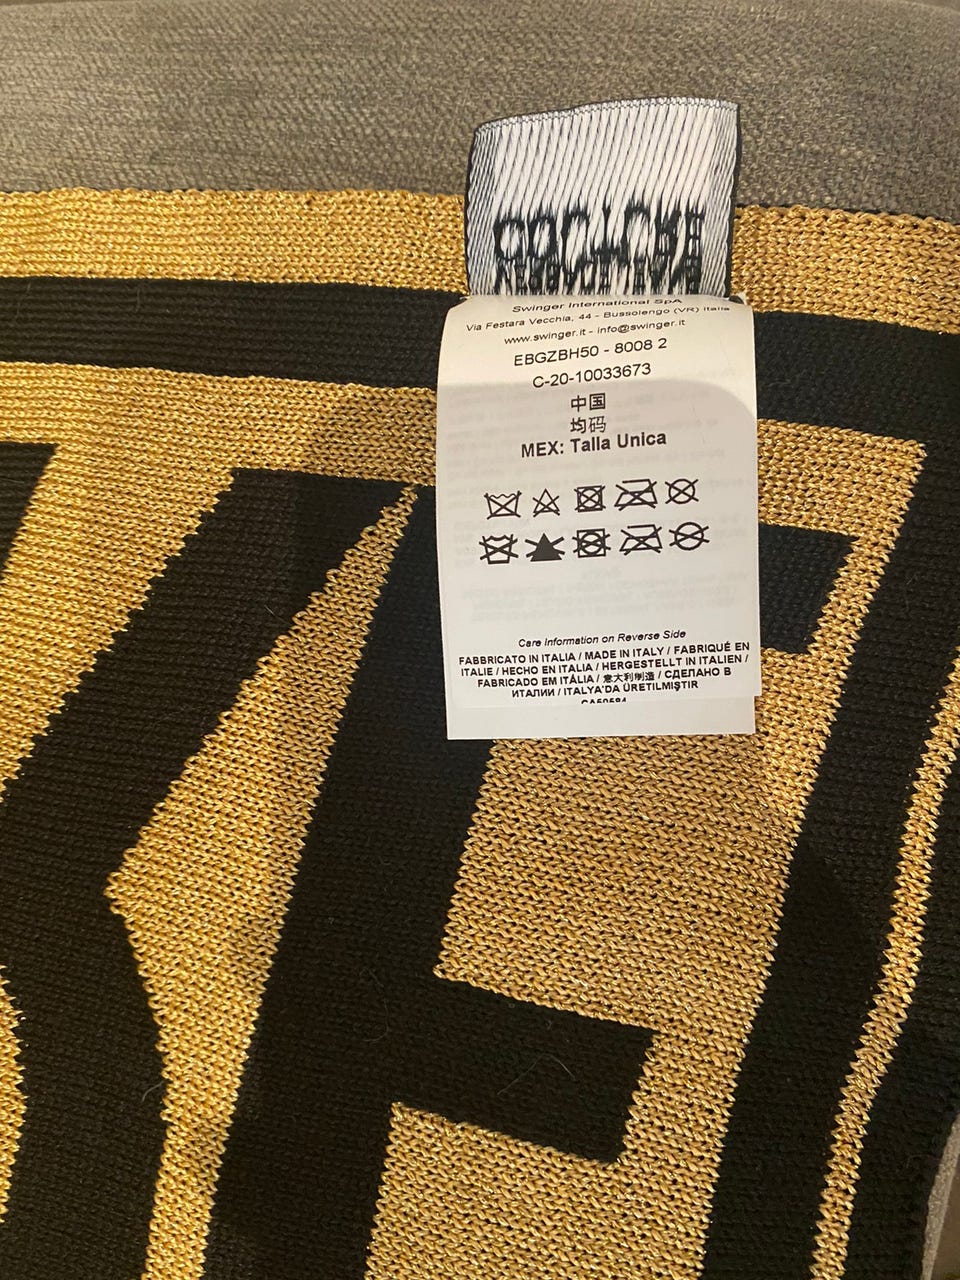 Swinger International SpA
Via Festara Vecchia, 44 - Bussolengo (VR) Italia
www.swinger.it - info@swinger.it
EBGZBH50 - 8008 2
C-20-10033673
中国
均码
MEX: Talla Unica
Care Information on Reverse Side
FABBRICATO IN ITALIA / MADE IN ITALY / FABRIQUÉ EN
ITALIE / HECHO EN ITALIA / HERGESTELLT IN ITALIEN /
FABRICADO EM ITÁLIA / 意大利制造 / СДЕЛАНО В
ИТАЛИИ / ITALYA'DA ÜRETILMIŞTIR
CA50584